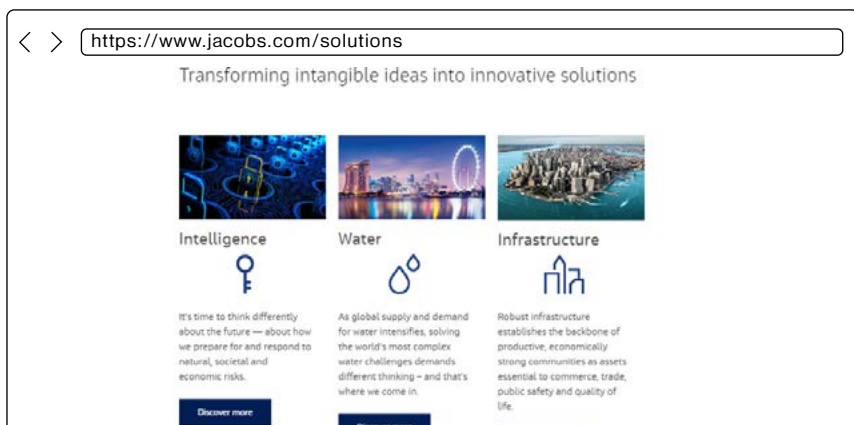 https://www.jacobs.com/solutions
Transforming intangible ideas into innovative solutions
Intelligence
It's time to think differently
about the future — about how
we prepare for and respond to
natural, societal and
economic risks.
Discover more
Water
As global supply and demand
for water intensifies, solving
the world's most complex
water challenges demands
different thinking – and that's
where we come in.
Infrastructure
Robust infrastructure
establishes the backbone of
productive, economically
strong communities as assets
essential to commerce, trade,
public safety and quality of
life.